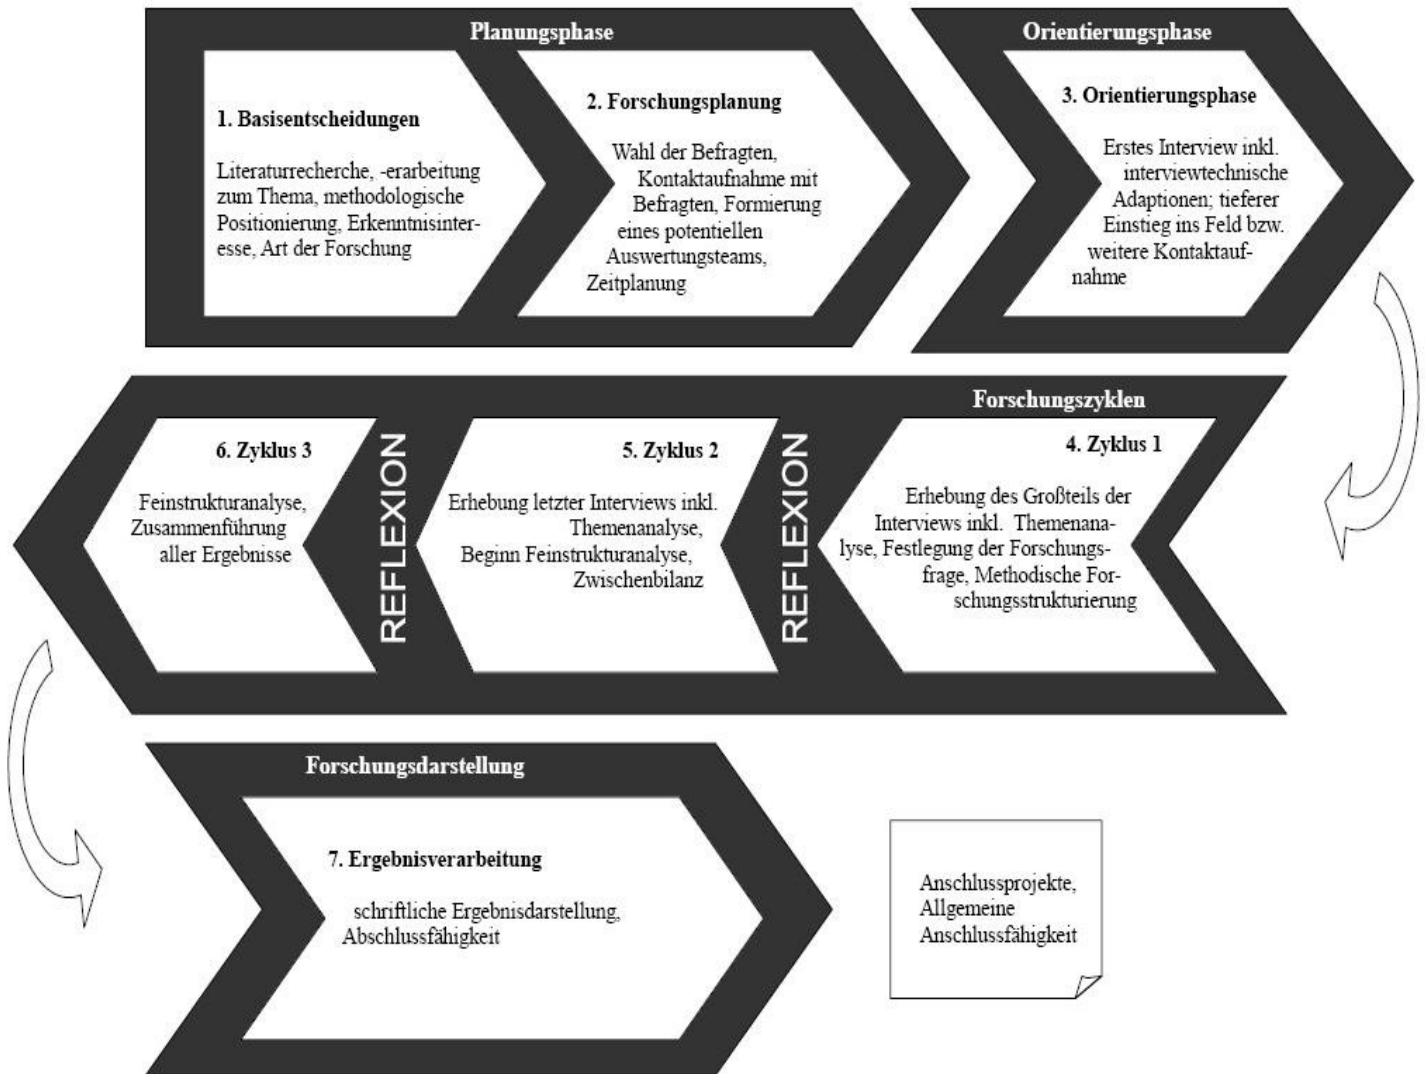 Planungsphase
1. Basisentscheidungen
Literaturrecherche, -erarbeitung
zum Thema, methodologische
Positionierung, Erkenntnisinter-
esse, Art der Forschung
2. Forschungsplanung
Wahl der Befragten,
Kontaktaufnahme mit
Befragten, Formierung
eines potentiellen
Auswertungsteams,
Zeitplanung
Orientierungsphase
3. Orientierungsphase
Erstes Interview inkl.
interviewtechnische
Adaptionen; tieferer
Einstieg ins Feld bzw.
weitere Kontaktauf-
nahme
Forschungszyklen
4. Zyklus 1
Erhebung des Großteils der
Interviews inkl. Themenana-
lyse, Festlegung der Forschungs-
frage, Methodische For-
schungsstrukturierung
REFLEXION
5. Zyklus 2
Erhebung letzter Interviews inkl.
Themenanalyse,
Beginn Feinstrukturanalyse,
Zwischenbilanz
REFLEXION
6. Zyklus 3
Feinstrukturanalyse,
Zusammenführung
aller Ergebnisse
Forschungsdarstellung
7. Ergebnisverarbeitung
schriftliche Ergebnisdarstellung,
Abschlussfähigkeit
Anschlussprojekte,
Allgemeine
Anschlussfähigkeit